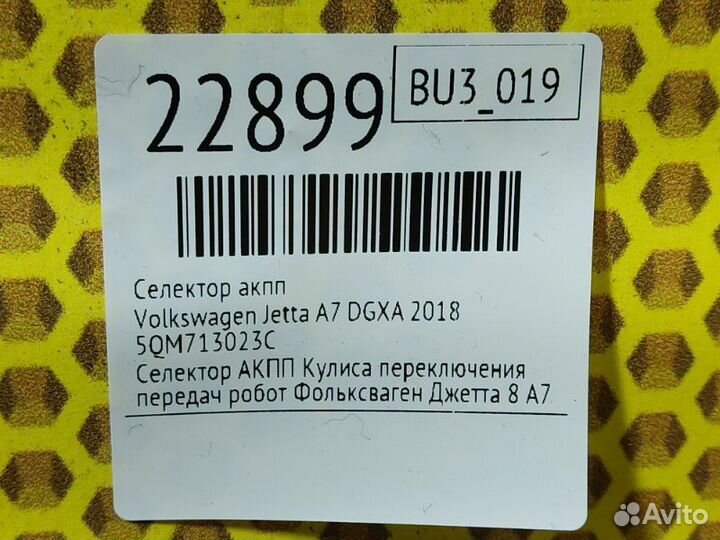 22899
BU3_019
Селектор акпп
Volkswagen Jetta A7 DGXA 2018
5QM713023C
Селектор АКПП Кулиса переключения
передач робот Фольксваген Джетта 8 А7
Avito